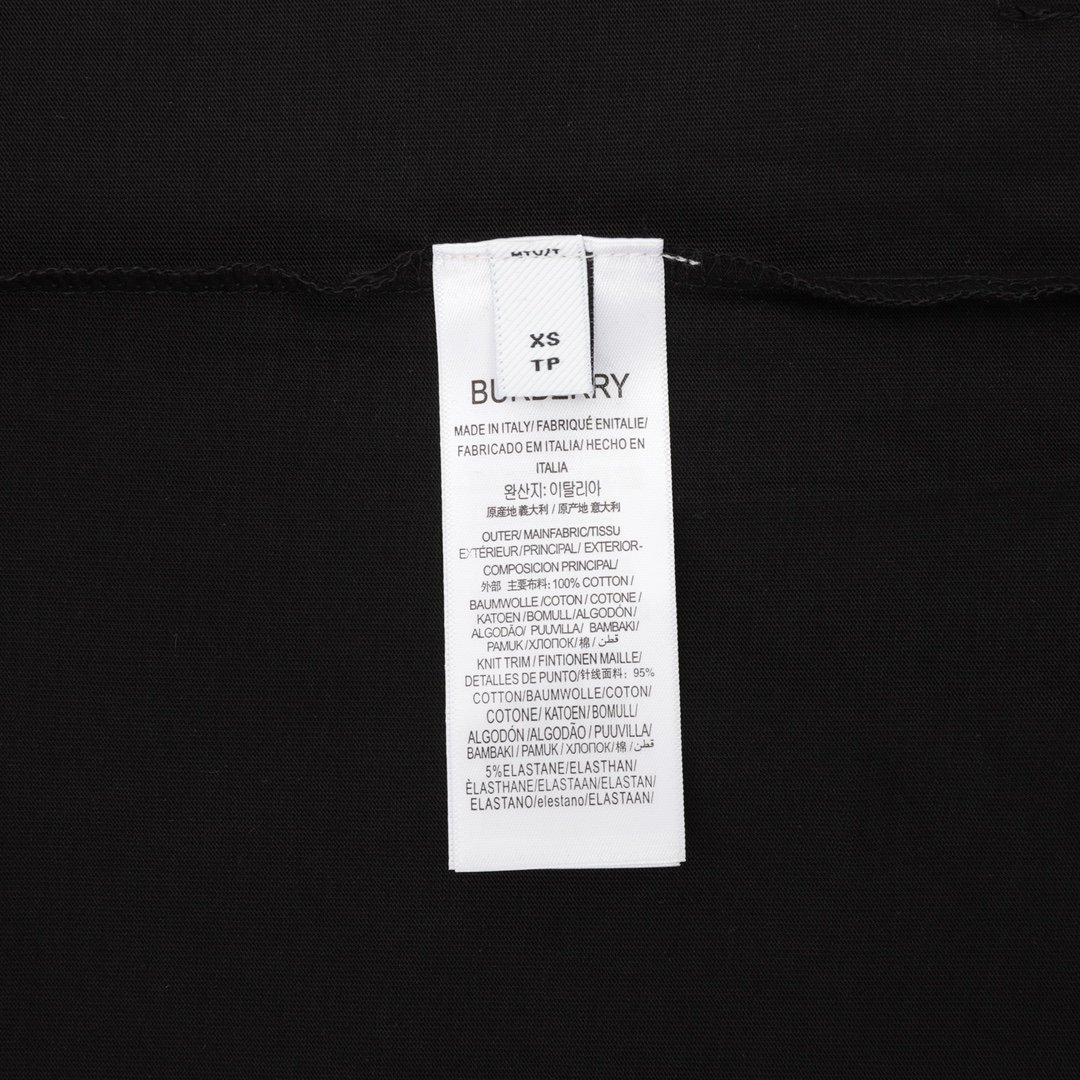 XS
TP
MADE IN ITALY/ FABRIQUÉ ENITALIE/
FABRICADO EM ITALIA/ HECHO EN
ITALIA
완산지: 이탈리아
原産地 義大利 / 原产地 意大利
OUTER/ MAINFABRIC/TISSU
EXTÉRIEUR/PRINCIPAL/ EXTERIOR-
COMPOSICION PRINCIPAL/
外部 主要布料: 100% COTTON /
BAUMWOLLE /COTON / COTONE /
KATOEN /BOMULL/ALGODÓN/
ALGODÃO/ PUUVILLA/ BAMBAKI/
PAMUK/ХЛОПОК/棉 / قطن
KNIT TRIM / FINTIONEN MAILLE/
DETALLES DE PUNTO/针线面料: 95%
COTTON/BAUMWOLLE/COTON/
COTONE/ KATOEN/ BOMULL/
ALGODÓN /ALGODÃO / PUUVILLA/
BAMBAKI / PAMUK / ХЛОПОК/ 棉 /قطن
5%ELASTANE/ELASTHAN/
ÈLASTHANE/ELASTAAN/ELASTAN/
ELASTANO/elestano/ELASTAAN/